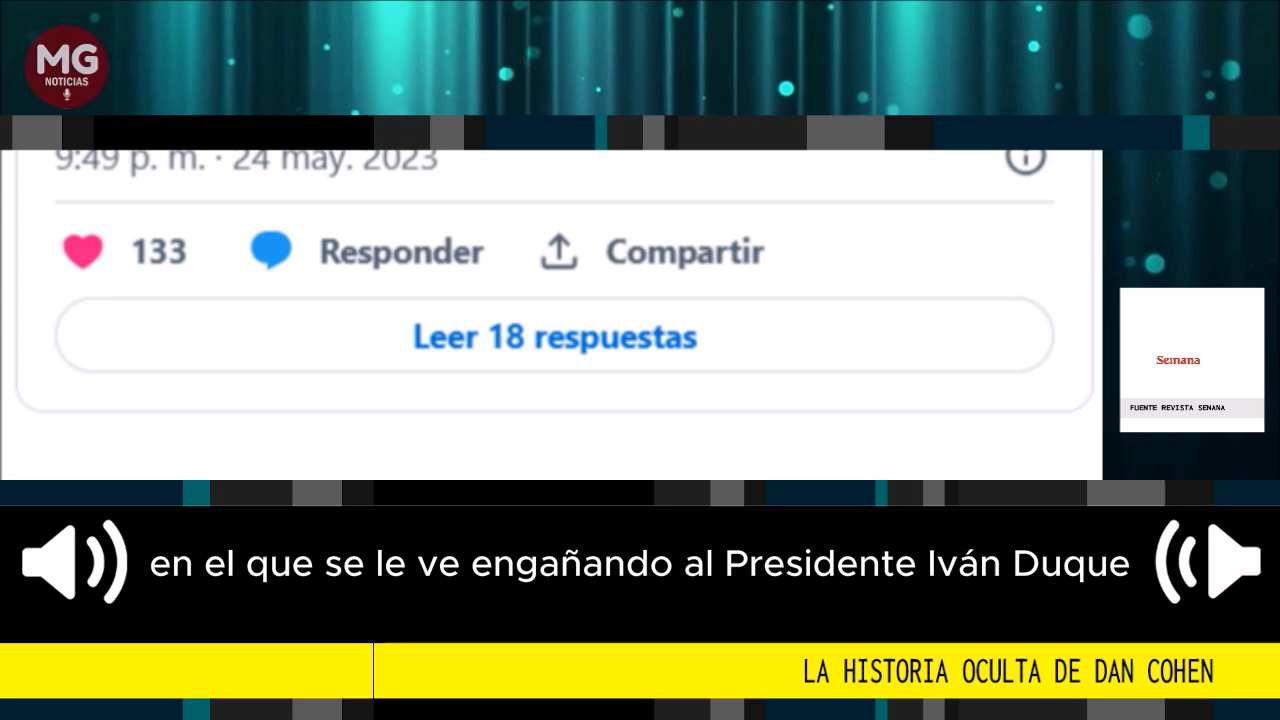 MG
NOTICIAS
9:49 p. m. · 24 may. 2023
133 Responder Compartir
Leer 18 respuestas
Semana
FUENTE REVISTA SEMANA
en el que se le ve engañando al Presidente Iván Duque
LA HISTORIA OCULTA DE DAN COHEN